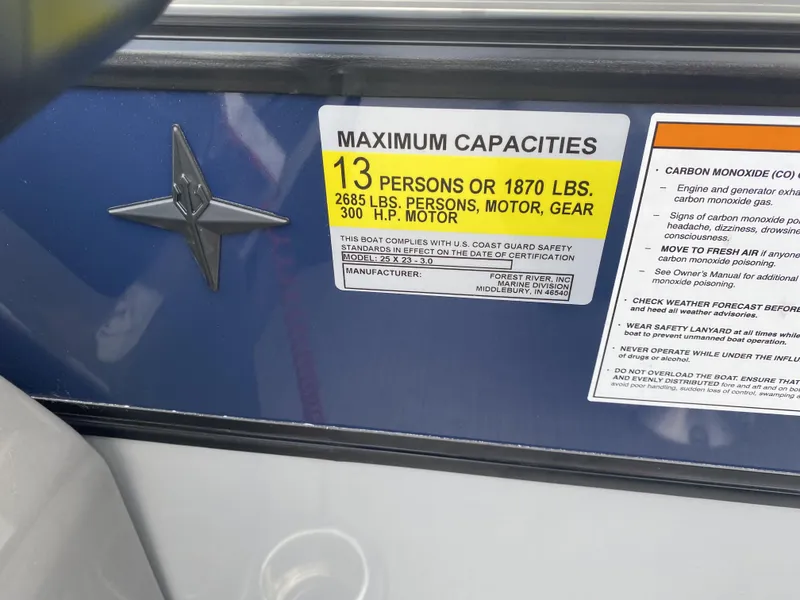 MAXIMUM CAPACITIES
13 PERSONS OR 1870 LBS.
2685 LBS. PERSONS, MOTOR, GEAR
300 H.P. MOTOR
THIS BOAT COMPLIES WITH U.S. COAST GUARD SAFETY
STANDARDS IN EFFECT ON THE DATE OF CERTIFICATION
MODEL: 25 X 23 - 3.0
MANUFACTURER: FOREST RIVER, INC
MARINE DIVISION
MIDDLEBURY, IN 46540
• CARBON MONOXIDE (CO)
– Engine and generator
carbon monoxide gas.
– Signs of carbon monoxide
headache, dizziness,
consciousness.
– MOVE TO FRESH AIR if anyone
carbon monoxide poisoning.
– See Owner's Manual for additional
monoxide poisoning.
• CHECK WEATHER FORECAST BEFORE
and heed all weather advisories.
• WEAR SAFETY LANYARD at all times while
boat to prevent unmanned boat operation.
• NEVER OPERATE WHILE UNDER THE
of drugs or alcohol.
• DO NOT OVERLOAD THE BOAT. ENSURE THAT
AND EVENLY DISTRIBUTED fore and aft and on
avoid poor handling, sudden loss of control, swamping